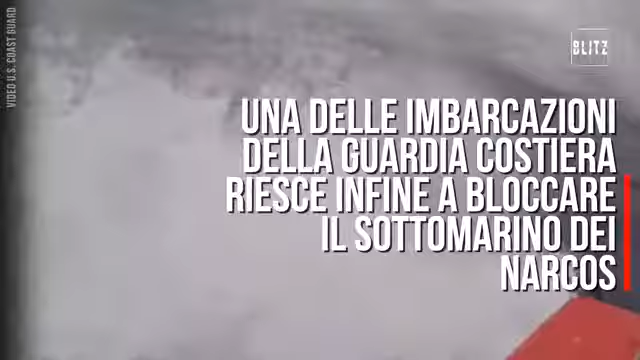 VIDEO U.S. COAST GUARD
BLITZ
UNA DELLE IMBARCAZIONI
DELLA GUARDIA COSTIERA
RIESCE INFINE A BLOCCARE
IL SOTTOMARINO DEI
NARCOS